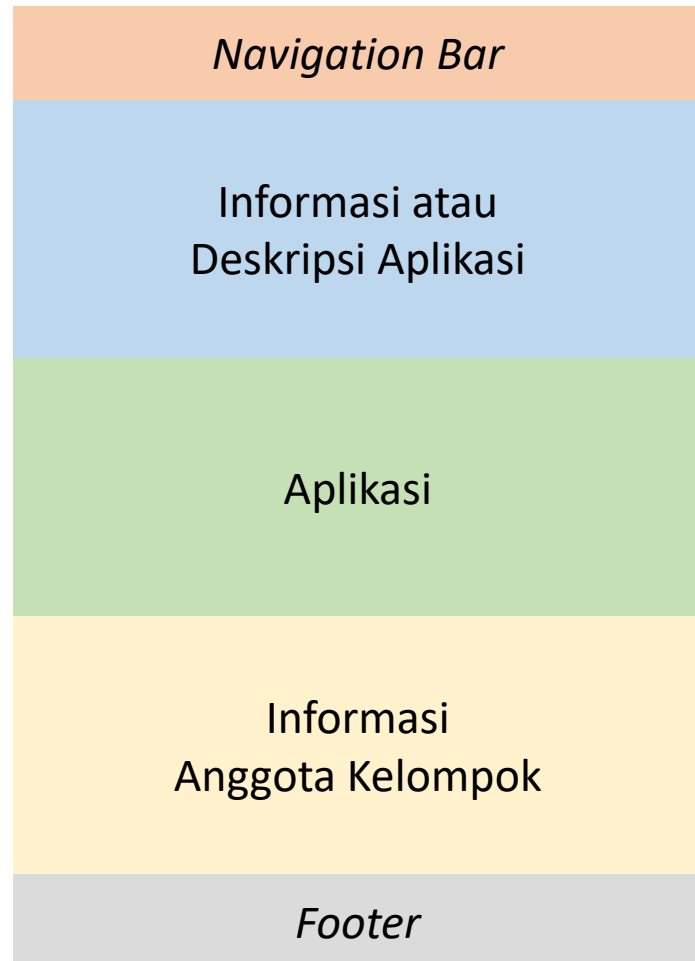 Navigation Bar
Informasi atau
Deskripsi Aplikasi
Aplikasi
Informasi
Anggota Kelompok
Footer